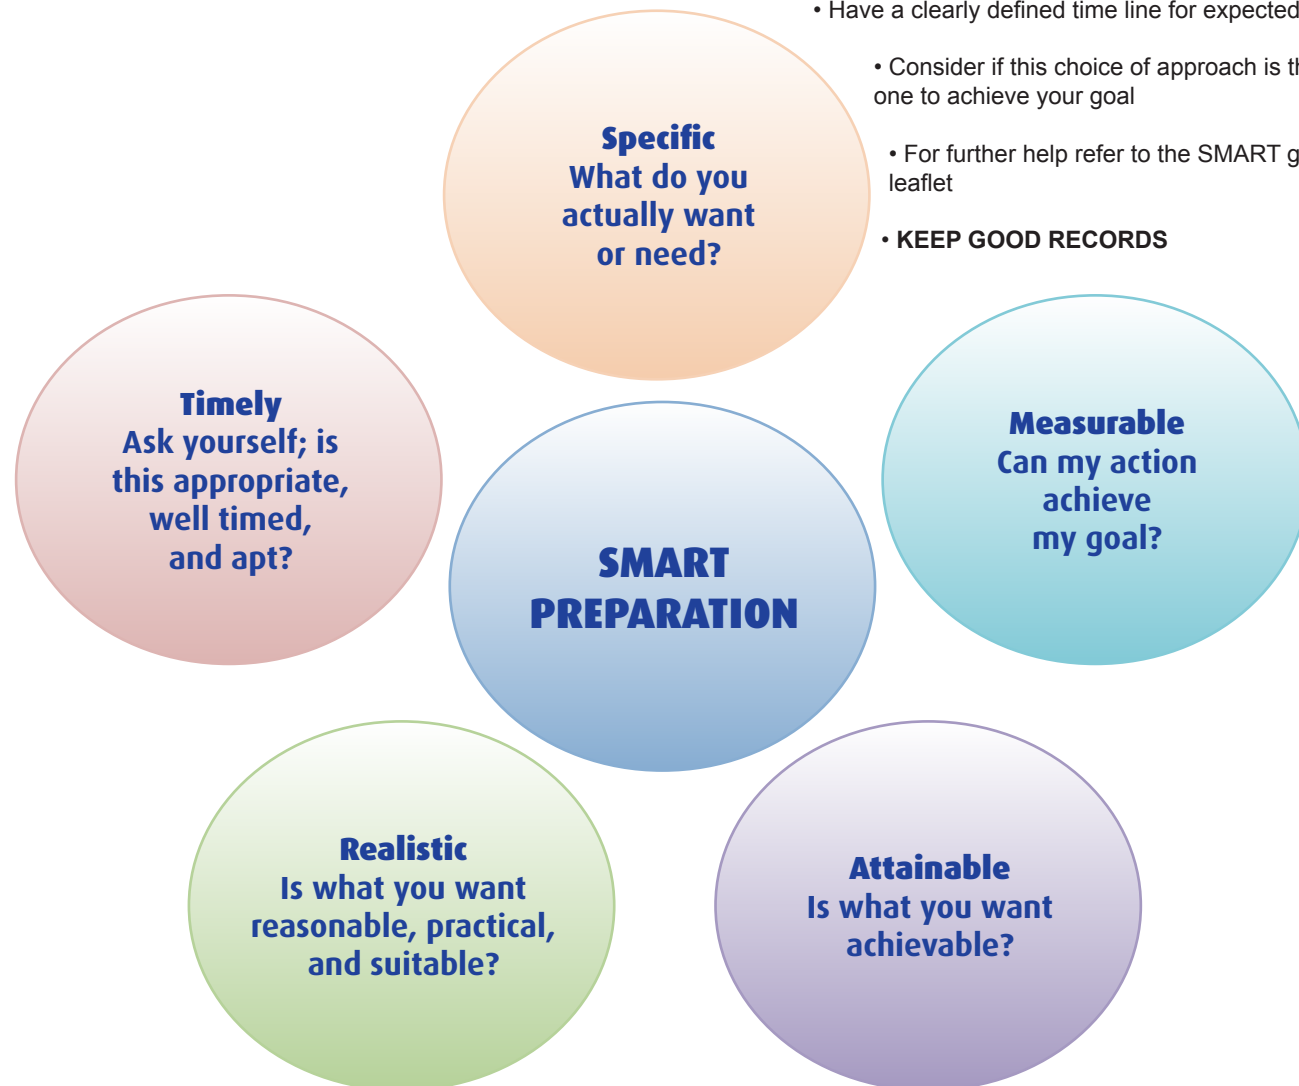 • Have a clearly defined time line for expected
• Consider if this choice of approach is
one to achieve your goal
• For further help refer to the SMART
leaflet
• KEEP GOOD RECORDS
Specific
What do you
actually want
or need?
Timely
Ask yourself; is
this appropriate,
well timed,
and apt?
Measurable
Can my action
achieve
my goal?
SMART
PREPARATION
Realistic
Is what you want
reasonable, practical,
and suitable?
Attainable
Is what you want
achievable?